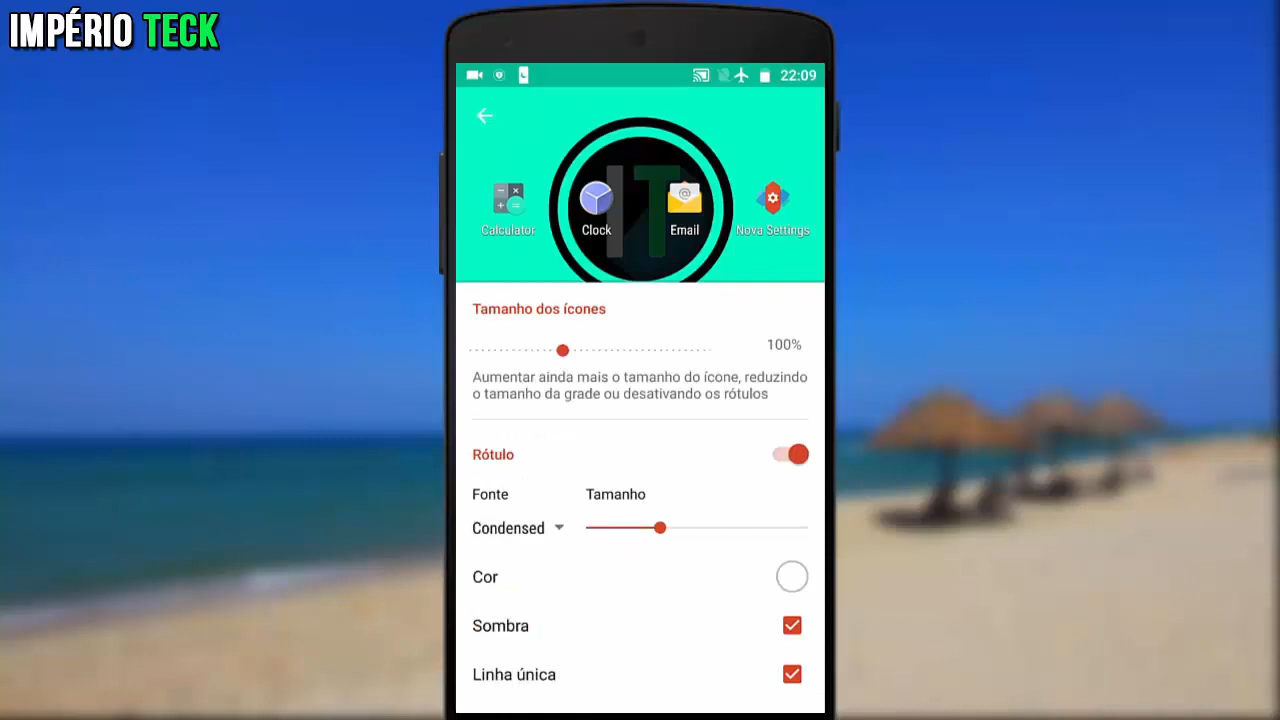 IMPÉRIO TECK
22:09
IT
Calculator
Clock
Email
Nova Settings
Tamanho dos ícones
100%
Aumentar ainda mais o tamanho do ícone, reduzindo
o tamanho da grade ou desativando os rótulos
Rótulo
Fonte
Tamanho
Condensed
Cor
Sombra
Linha única